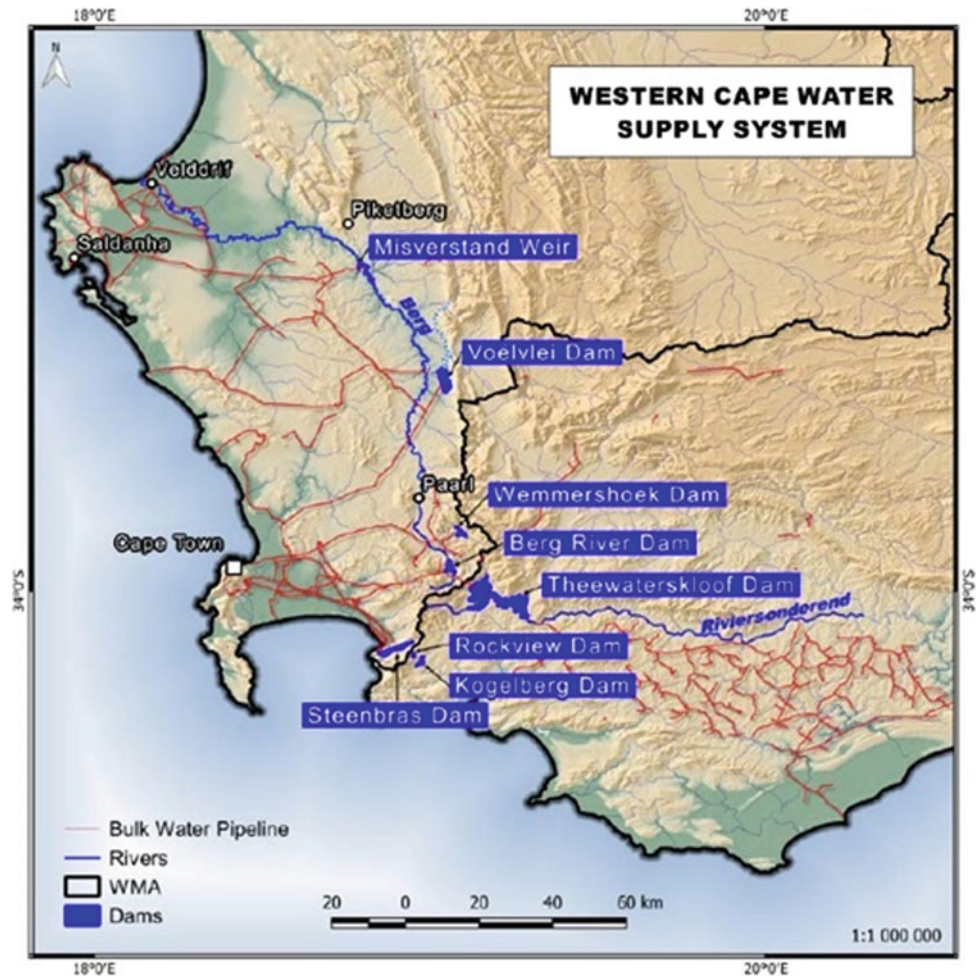 18°0'E
20°0'E
N
WESTERN CAPE WATER
SUPPLY SYSTEM
Velddrif
Piketberg
Saldanha
Misverstand Weir
Berg
Voelvlei Dam
Paarl
Wemmershoek Dam
Cape Town
Berg River Dam
34°0'S
34°0'S
Theewaterskloof Dam
Riviersonderend
Rockview Dam
Kogelberg Dam
Steenbras Dam
Bulk Water Pipeline
Rivers
WMA
Dams
20 0 20 40 60 km
1:1 000 000
18°0'E
20°0'E